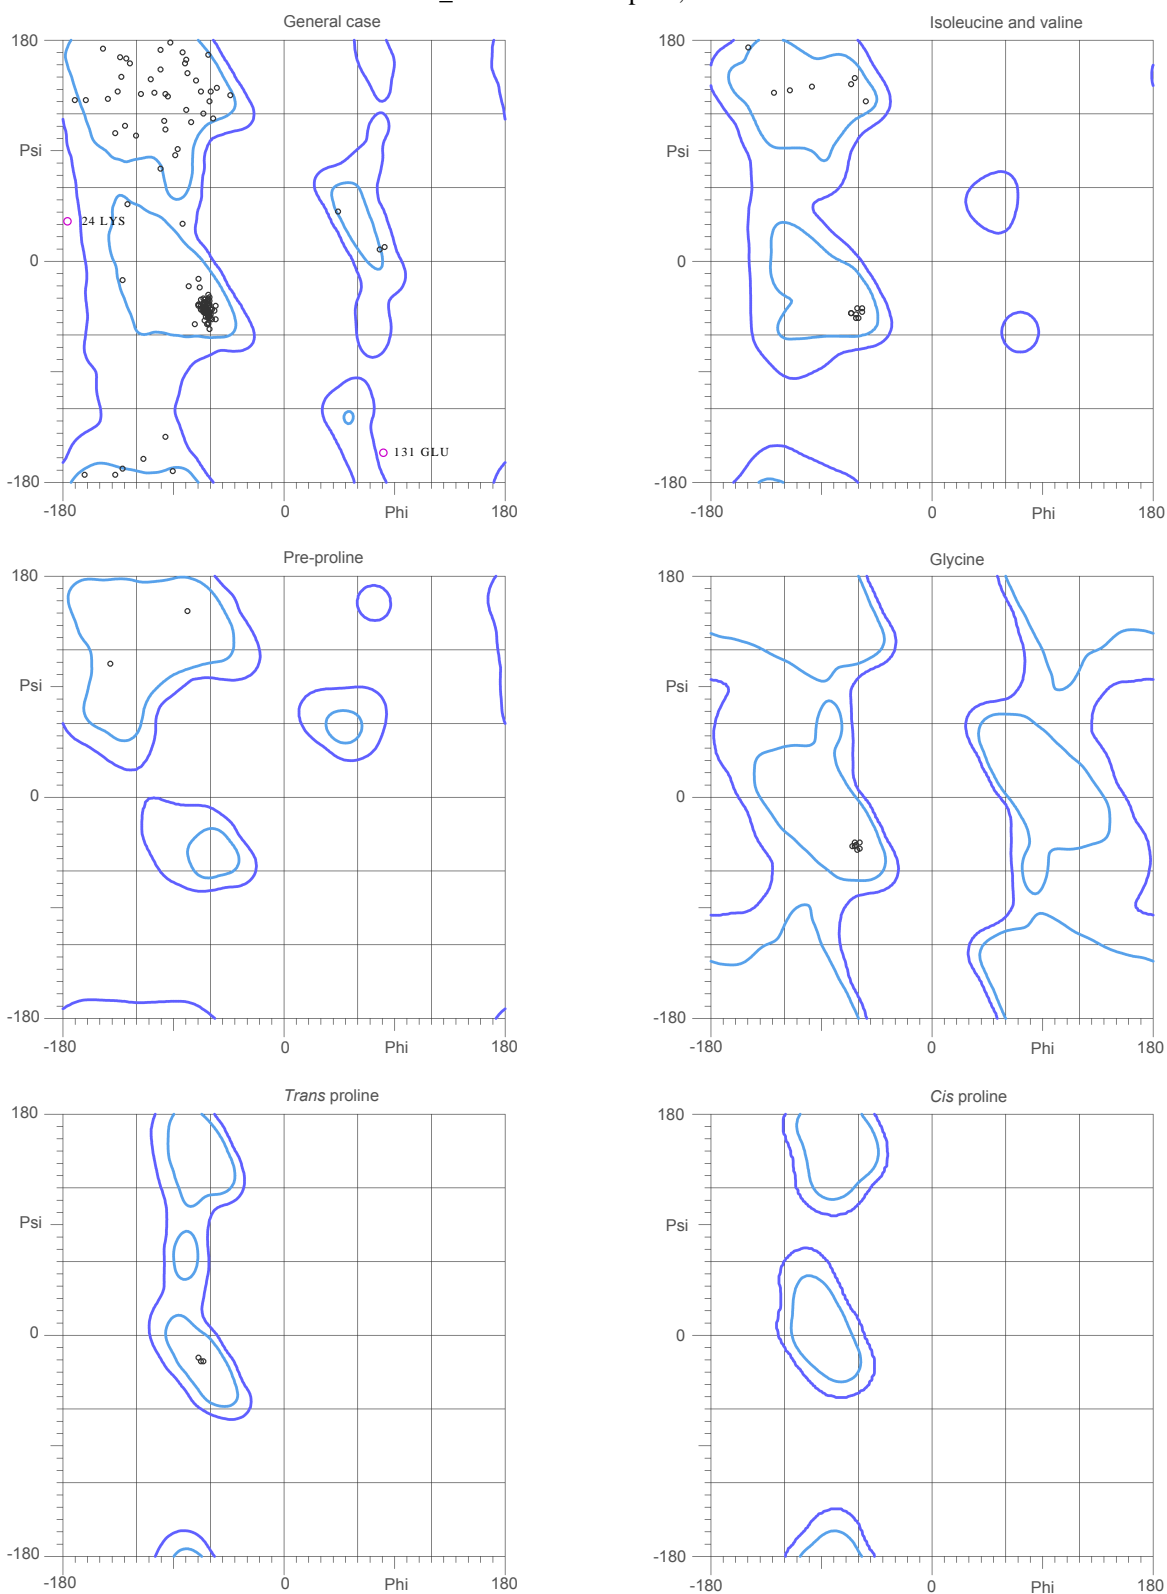 General case
Isoleucine and valine
180
180
24 LYS
Psi
Psi
0
0
131 GLU
-180
-180
-180
0
Phi
180
-180
0
Phi
180
Pre-proline
Glycine
180
180
Psi
Psi
0
0
-180
-180
-180
0
Phi
180
-180
0
Phi
180
Trans proline
Cis proline
180
180
Psi
Psi
0
0
-180
-180
-180
0
Phi
180
-180
0
Phi
180